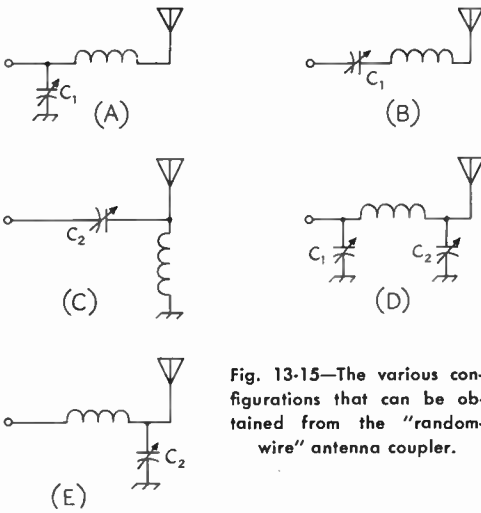 C1
(A)
C1
(B)
C2
(C)
C1
C2
(D)
C2
(E)
Fig. 13-15—The various con-
figurations that can be ob-
tained from the "random-
wire" antenna coupler.